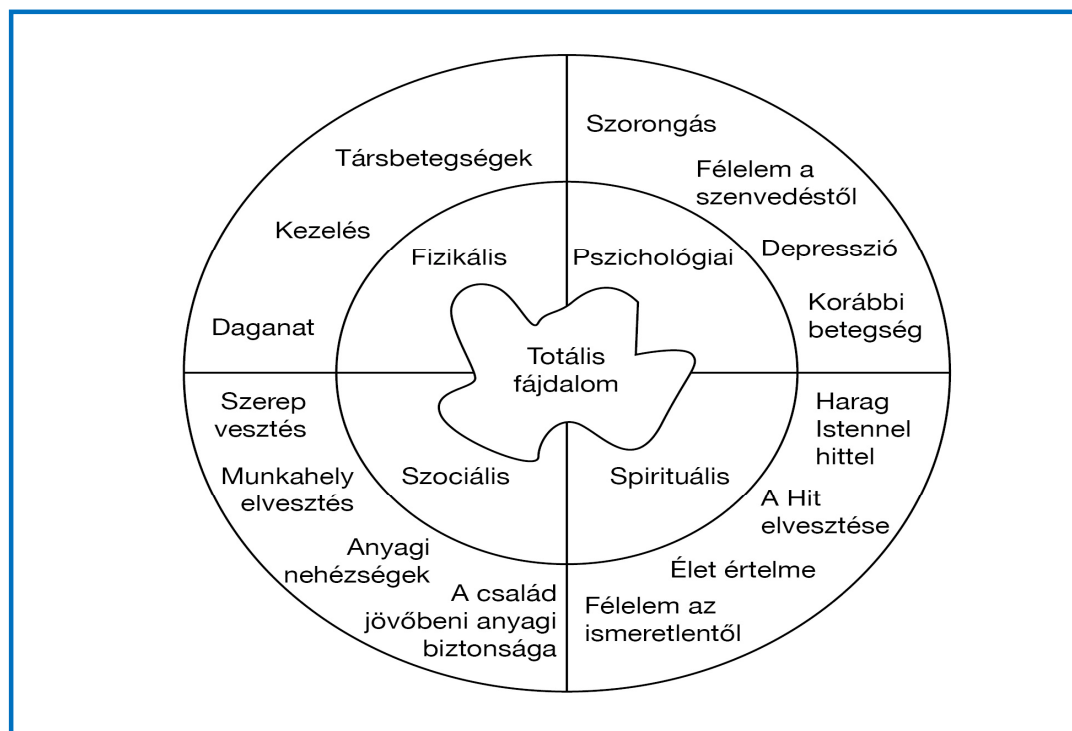 Társbetegségek
Kezelés
Daganat
Fizikális
Szorongás
Félelem a
szenvedéstől
Depresszió
Korábbi
betegség
Pszichológiai
Totális
fájdalom
Szerep
vesztés
Munkahely
elvesztés
Anyagi
nehézségek
A család
jövőbeni anyagi
biztonsága
Szociális
Spirituális
Harag
Istennel
hittel
A Hit
elvesztése
Élet értelme
Félelem az
ismeretlentől